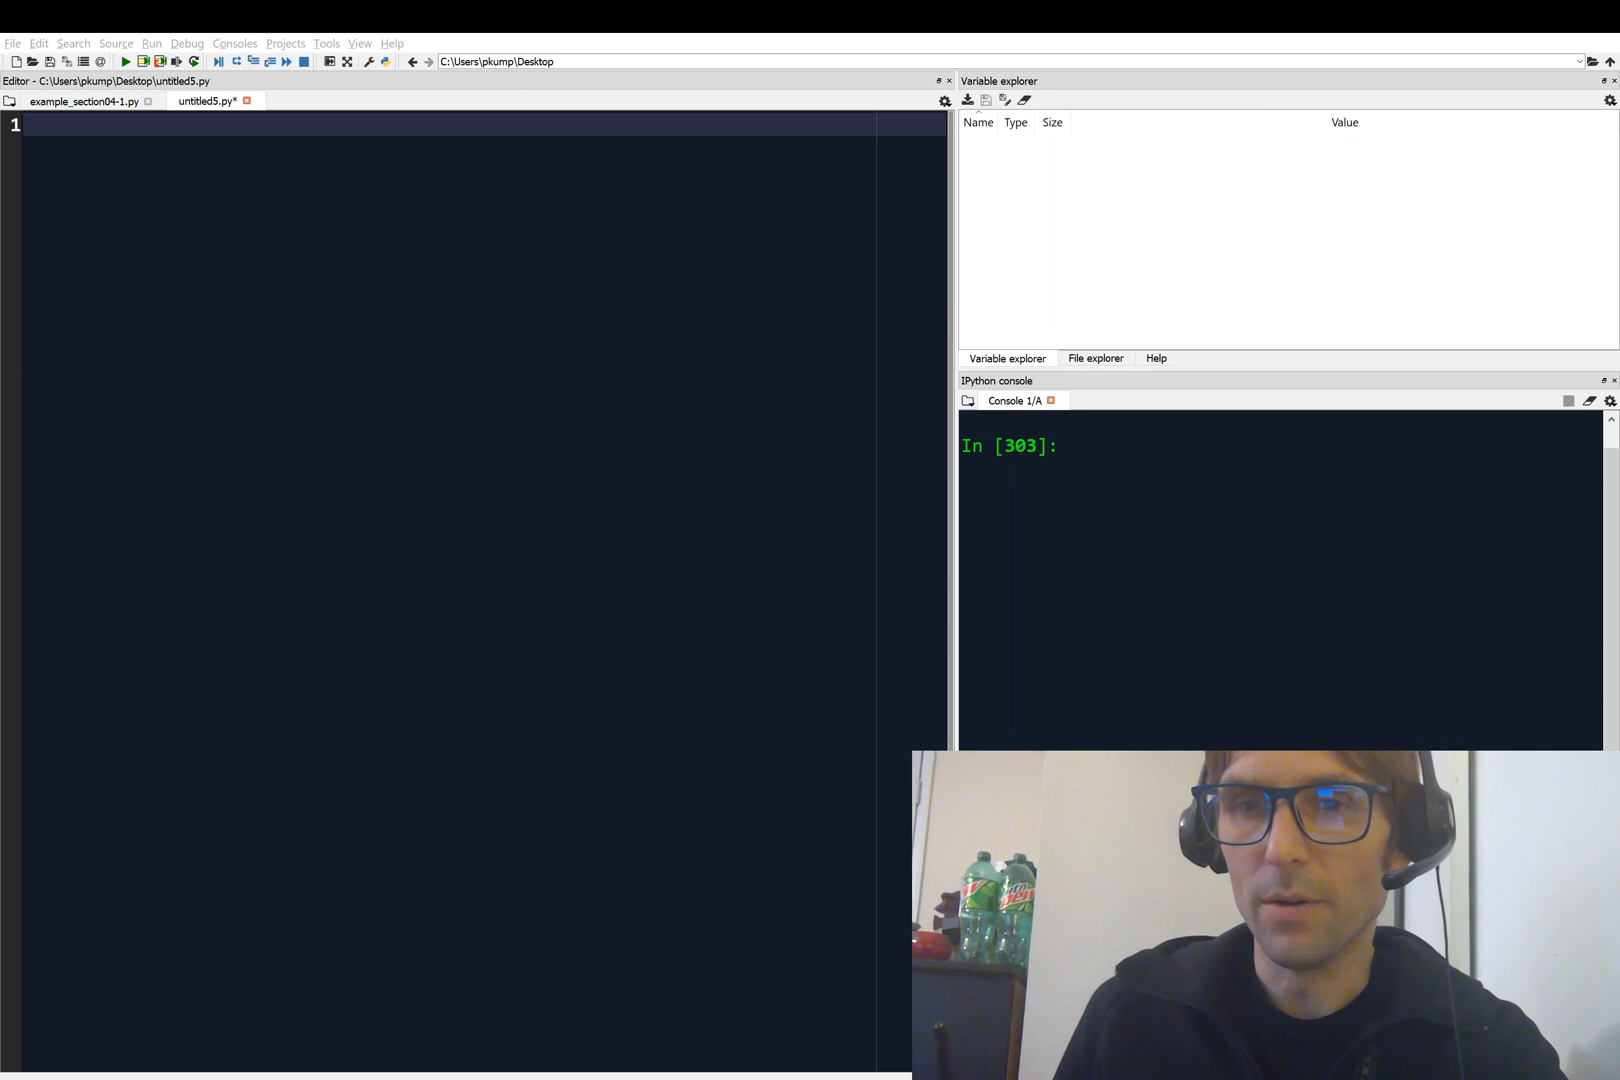 File Edit Search Source Run Debug Consoles Projects Tools View Help
C:\Users\pkump\Desktop
Editor - C:\Users\pkump\Desktop\untitled5.py
example_section04-1.py untitled5.py*
1
Variable explorer
Name Type Size Value
Variable explorer File explorer Help
IPython console
Console 1/A
In [303]: